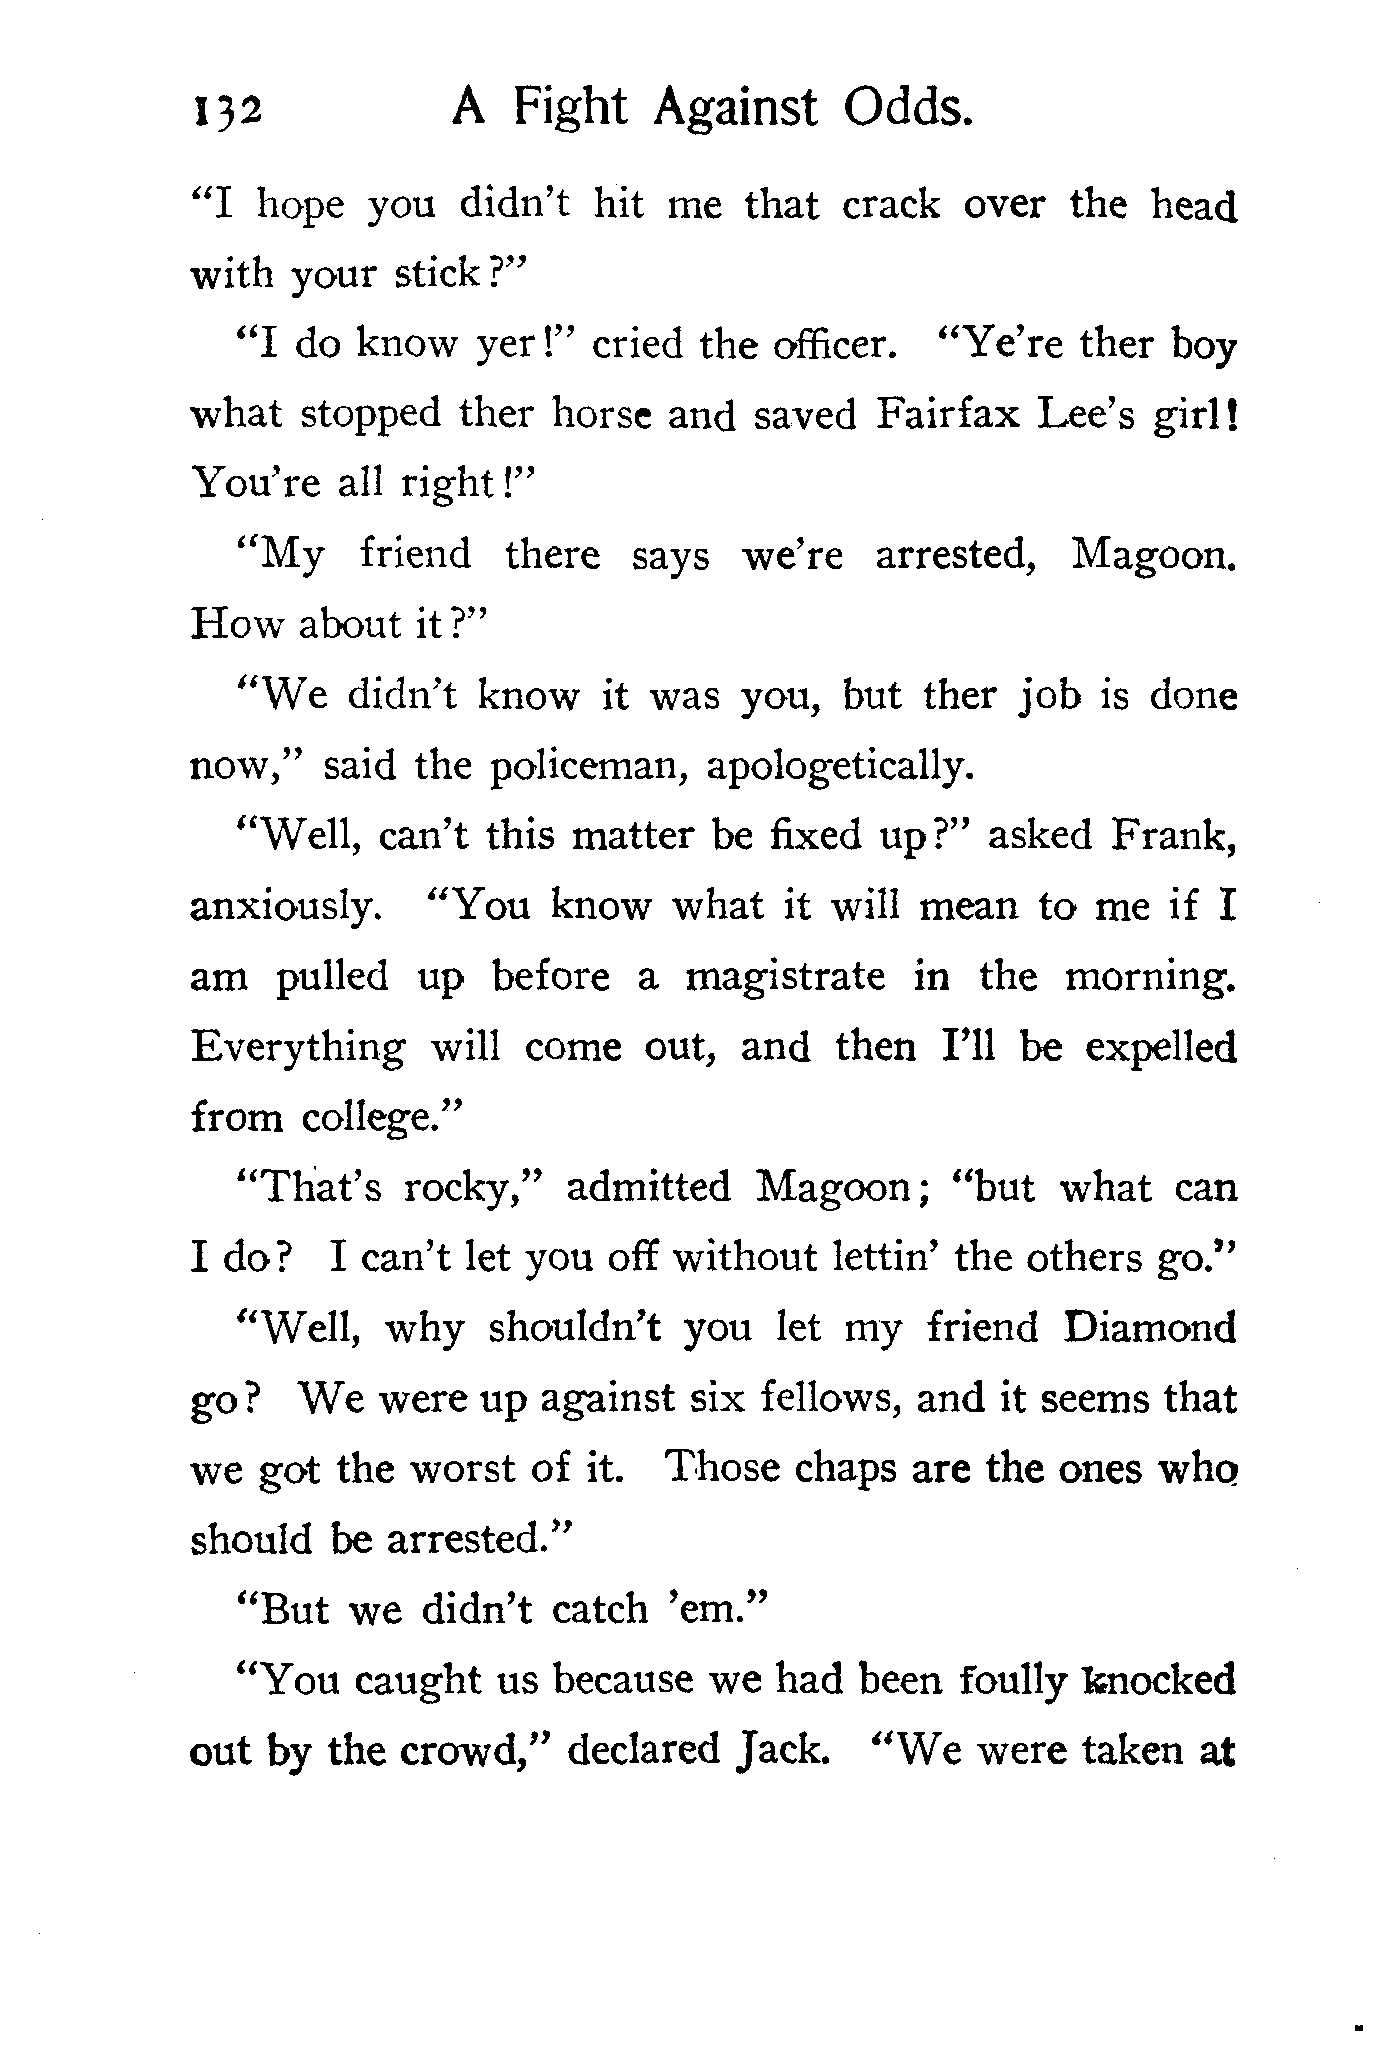 132 A Fight Against Odds.
“I hope you didn’t hit me that crack over the head
with your stick?”
“I do know yer!” cried the officer. “Ye’re ther boy
what stopped ther horse and saved Fairfax Lee’s girl!
You’re all right!”
“My friend there says we’re arrested, Magoon.
How about it?”
“We didn’t know it was you, but ther job is done
now,” said the policeman, apologetically.
“Well, can’t this matter be fixed up?” asked Frank,
anxiously. “You know what it will mean to me if I
am pulled up before a magistrate in the morning.
Everything will come out, and then I’ll be expelled
from college.”
“That’s rocky,” admitted Magoon; “but what can
I do? I can’t let you off without lettin’ the others go.”
“Well, why shouldn’t you let my friend Diamond
go? We were up against six fellows, and it seems that
we got the worst of it. Those chaps are the ones who
should be arrested.”
“But we didn’t catch ’em.”
“You caught us because we had been foully knocked
out by the crowd,” declared Jack. “We were taken at